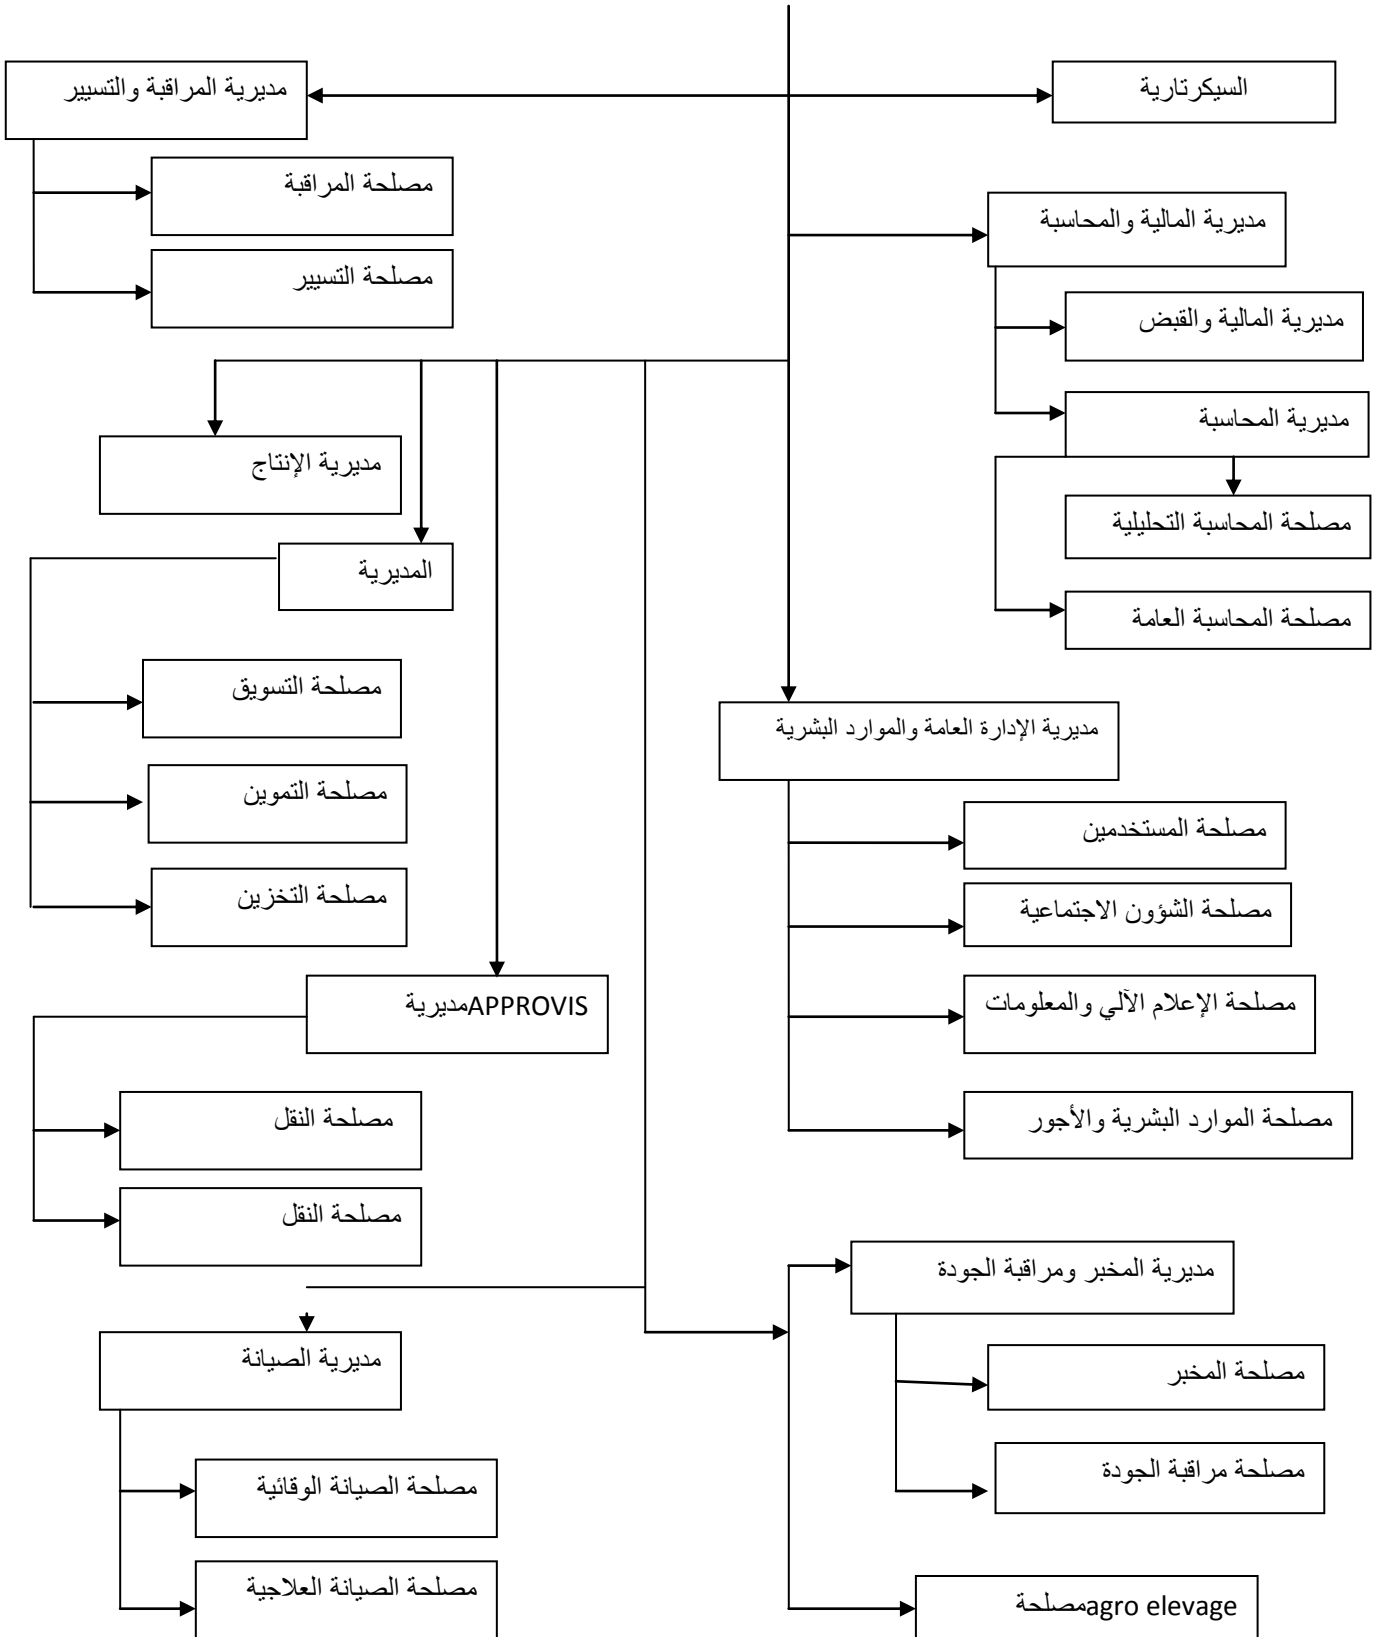 السيكرتارية
مديرية المراقبة والتسيير
مصلحة المراقبة
مصلحة التسيير
مديرية المالية والمحاسبة
مديرية المالية والقبض
مديرية المحاسبة
مصلحة المحاسبة التحليلية
مصلحة المحاسبة العامة
مديرية الإنتاج
المديرية
مصلحة التسويق
مصلحة التموين
مصلحة التخزين
مديرية الإدارة العامة والموارد البشرية
مصلحة المستخدمين
مصلحة الشؤون الاجتماعية
مصلحة الإعلام الآلي والمعلومات
مصلحة الموارد البشرية والأجور
مديريةAPPROVIS
مصلحة النقل
مصلحة النقل
مديرية المخبر ومراقبة الجودة
مصلحة المخبر
مصلحة مراقبة الجودة
مديرية الصيانة
مصلحة الصيانة الوقائية
مصلحة الصيانة العلاجية
مصلحةagro elevage